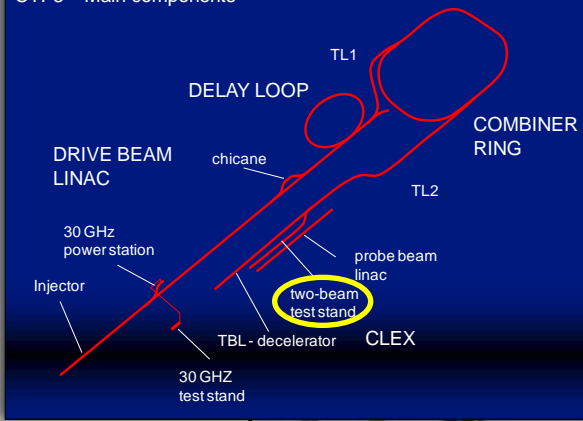 TL1
DELAY LOOP
COMBINER
RING
DRIVE BEAM
LINAC
chicane
TL2
30 GHz
power station
probe beam
linac
Injector
two-beam
test stand
TBL - decelerator
CLEX
30 GHZ
test stand